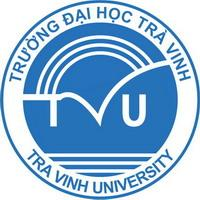 TRƯỜNG ĐẠI HỌC TRÀ VINH
TVU
TRA VINH UNIVERSITY